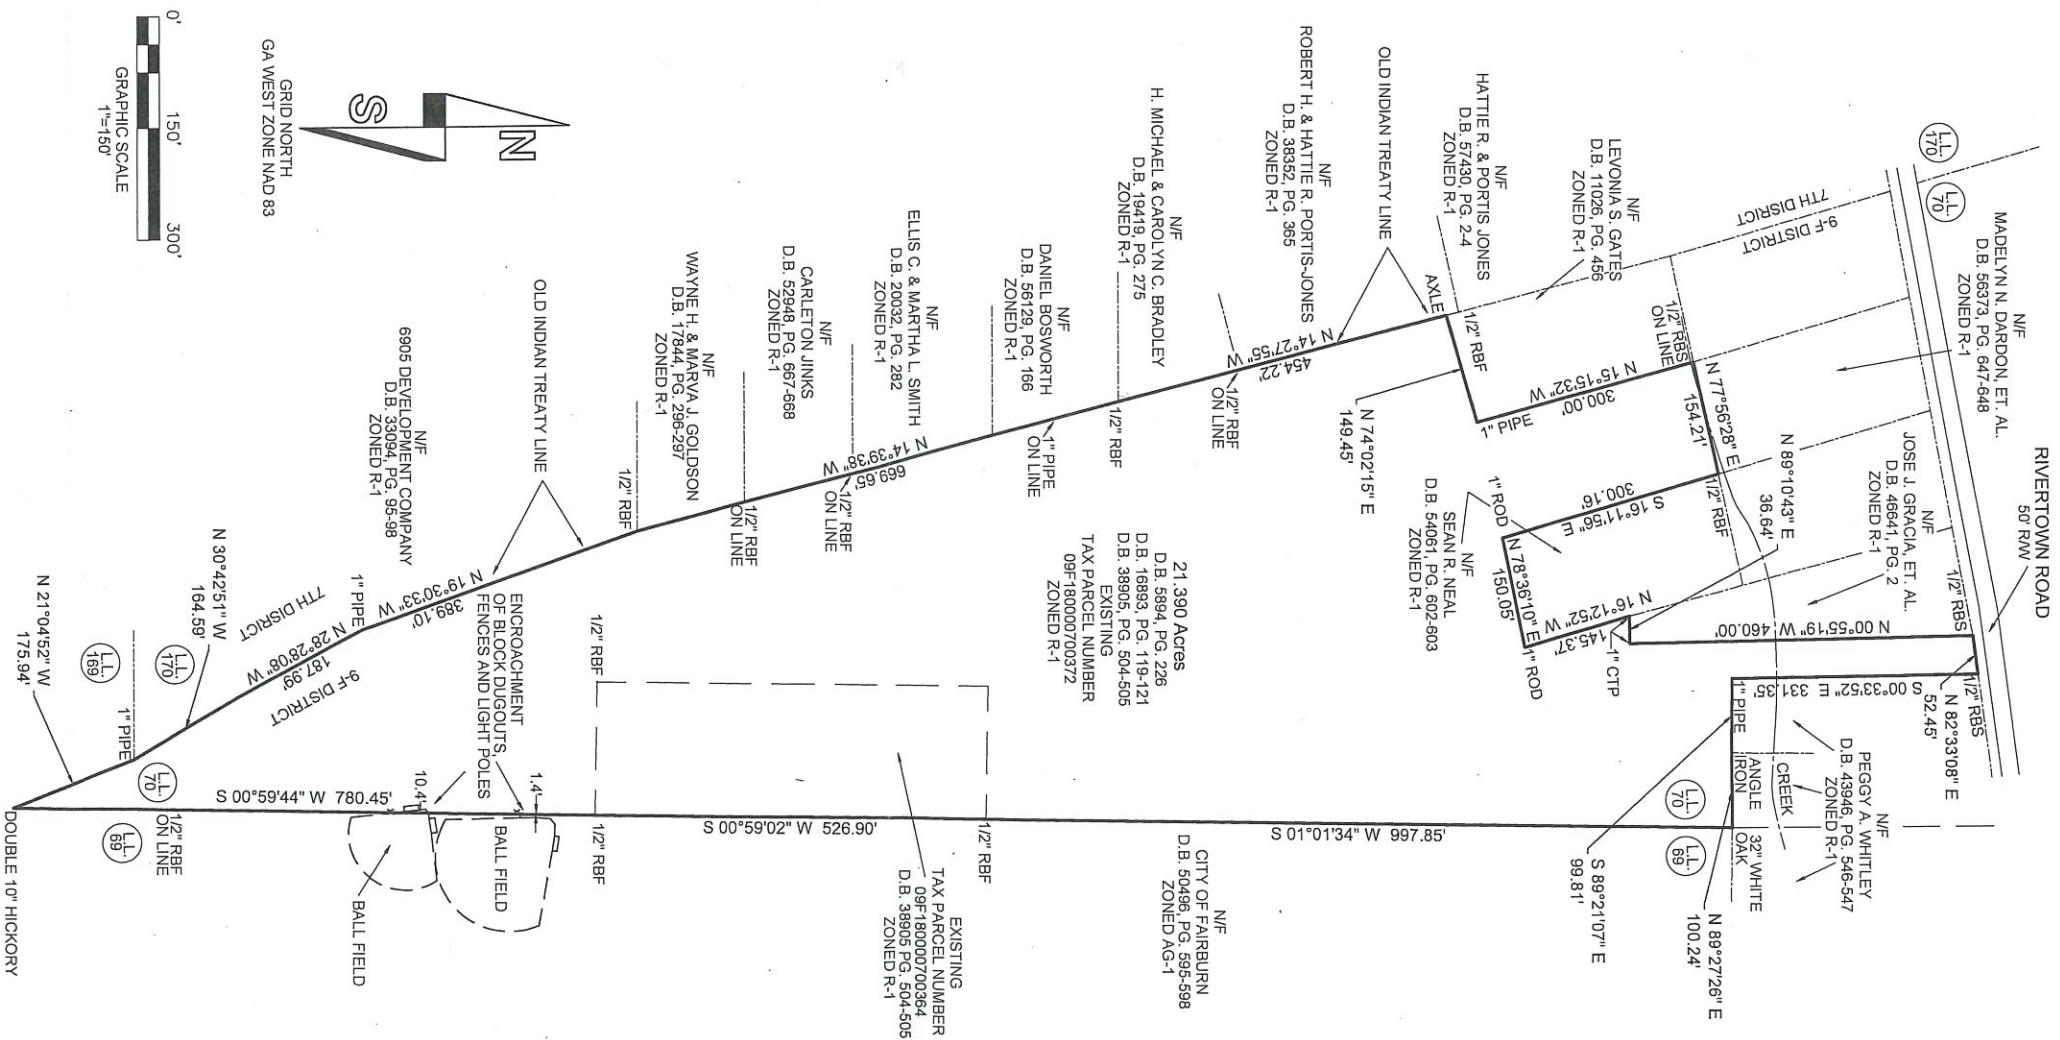 RIVERTOWN ROAD
50' R/W
L.L.
170
L.L.
70
N/F
MADELYN N. DARDON, ET. AL.
D.B. 56373, PG. 647-648
ZONED R-1
7TH DISRICT
9-F DISTRICT
N/F
LEVONIA S. GATES
D.B. 11026, PG. 456
ZONED R-1
N/F
HATTIE R. & PORTIS JONES
D.B. 57430, PG. 2-4
ZONED R-1
OLD INDIAN TREATY LINE
N/F
ROBERT H. & HATTIE R. PORTIS-JONES
D.B. 38352, PG. 365
ZONED R-1
N/F
H. MICHAEL & CAROLYN C. BRADLEY
D.B. 19419, PG. 275
ZONED R-1
N/F
DANIEL BOSWORTH
D.B. 56129, PG. 166
ZONED R-1
N/F
ELLIS C. & MARTHA L. SMITH
D.B. 20032, PG. 282
ZONED R-1
N/F
CARLETON JINKS
D.B. 52948, PG. 667-668
ZONED R-1
N/F
WAYNE H. & MARVA J. GOLDSON
D.B. 17844, PG. 296-297
ZONED R-1
OLD INDIAN TREATY LINE
N/F
6905 DEVELOPMENT COMPANY
D.B. 33094, PG. 95-98
ZONED R-1
N/F
JOSE J. GRACIA, ET. AL.
D.B. 46641, PG. 2
ZONED R-1
1/2" RBS
1/2" RBS
N 82°33'08" E
52.45'
N 00°55'19" W 460.00'
S 00°33'52" E 331.35'
N/F
PEGGY A. WHITLEY
D.B. 43946, PG. 546-547
ZONED R-1
CREEK
1" PIPE
ANGLE
IRON
32" WHITE
OAK
L.L.
70
L.L.
69
N 89°27'26" E
100.24'
S 89°21'07" E
99.81'
N 89°10'43" E
36.64'
1" CTP
N 16°12'52" W
145.37'
1" ROD
N 78°36'10" E
150.05'
1" ROD
S 16°11'56" E
300.16'
N/F
SEAN R. NEAL
D.B. 54061, PG. 602-603
ZONED R-1
1/2" RBF
N 77°56'28" E
154.21'
1/2" RBS
ON LINE
N 15°15'32" W
300.00'
1" PIPE
N 74°02'15" E
149.45'
1/2" RBF
AXLE
N 14°27'55" W
454.22'
1/2" RBF
ON LINE
1/2" RBF
1" PIPE
ON LINE
N 14°39'38" W
669.65'
1/2" RBF
ON LINE
1/2" RBF
ON LINE
1/2" RBF
N 19°30'33" W
389.10'
1" PIPE
7TH DISTRICT
9-F DISTRICT
N 28°28'08" W
187.99'
N 30°42'51" W
164.59'
L.L.
170
L.L.
169
1" PIPE
N 21°04'52" W
175.94'
DOUBLE 10" HICKORY
L.L.
70
L.L.
69
1/2" RBF
ON LINE
S 00°59'44" W 780.45'
ENCROACHMENT
OF BLOCK DUGOUTS,
FENCES AND LIGHT POLES
10.4'
1.4'
BALL FIELD
BALL FIELD
1/2" RBF
1/2" RBF
S 00°59'02" W 526.90'
1/2" RBF
S 01°01'34" W 997.85'
21.390 Acres
D.B. 5894, PG. 226
D.B. 16893, PG. 119-121
D.B. 38905, PG. 504-505
EXISTING
TAX PARCEL NUMBER
09F180000700372
ZONED R-1
EXISTING
TAX PARCEL NUMBER
09F180000700364
D.B. 38905 PG. 504-505
ZONED R-1
N/F
CITY OF FAIRBURN
D.B. 50496, PG. 595-598
ZONED AG-1
N
S
GRID NORTH
GA WEST ZONE NAD 83
0' 150' 300'
GRAPHIC SCALE
1"=150'